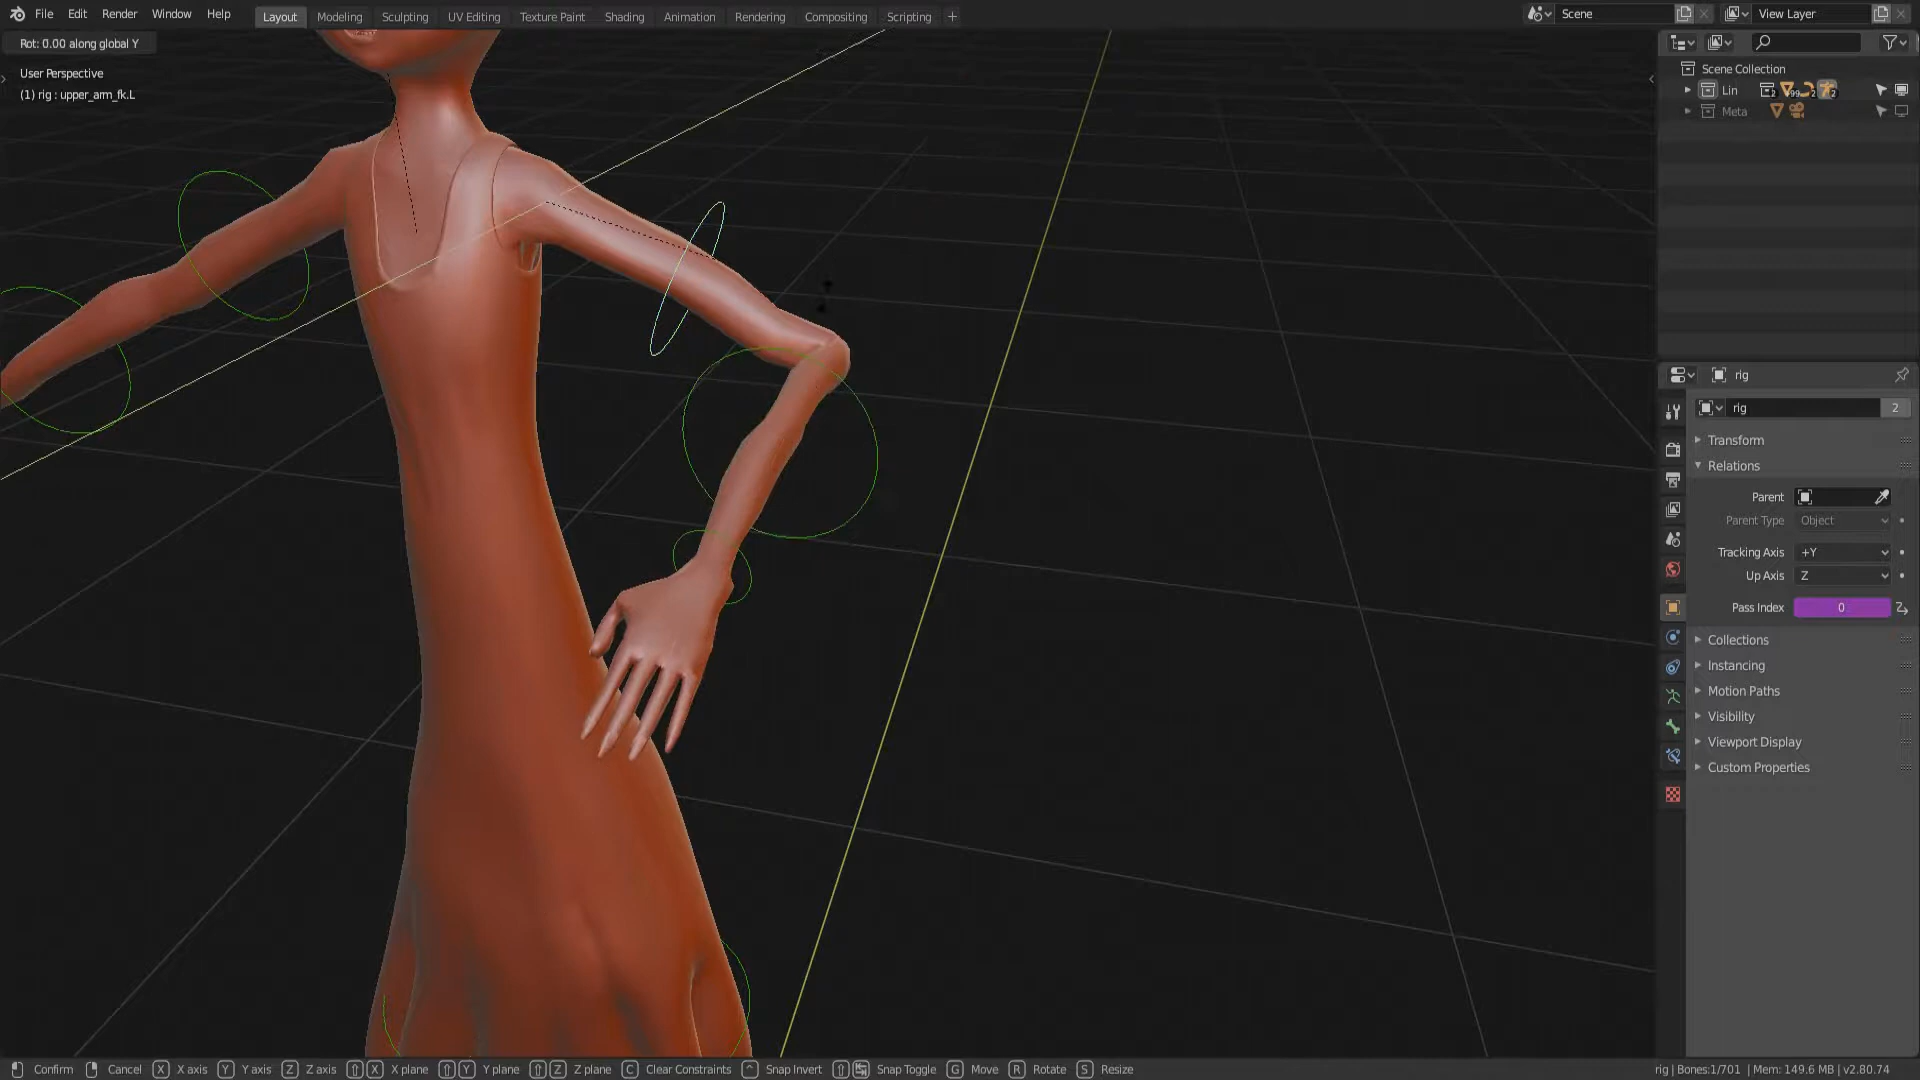 File Edit Render Window Help Layout Modeling Sculpting UV Editing Texture Paint Shading Animation Rendering Compositing Scripting + Scene View Layer
Rot: 0.00 along global Y
User Perspective
(1) rig : upper_arm_fk.L
Scene Collection
Lin 2 99 2 2
Meta
rig
rig 2
Transform
Relations
Parent
Parent Type Object
Tracking Axis +Y
Up Axis Z
Pass Index 0
Collections
Instancing
Motion Paths
Visibility
Viewport Display
Custom Properties
Confirm Cancel X X axis Y Y axis Z Z axis X X plane Y Y plane Z Z plane C Clear Constraints ^ Snap Invert Snap Toggle G Move R Rotate S Resize rig | Bones:1/701 | Mem: 149.6 MB | v2.80.74